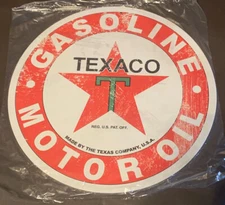 GASOLINE
TEXACO
T
REG. U.S. PAT. OFF.
MADE BY THE TEXAS COMPANY, U.S.A.
MOTOR OIL